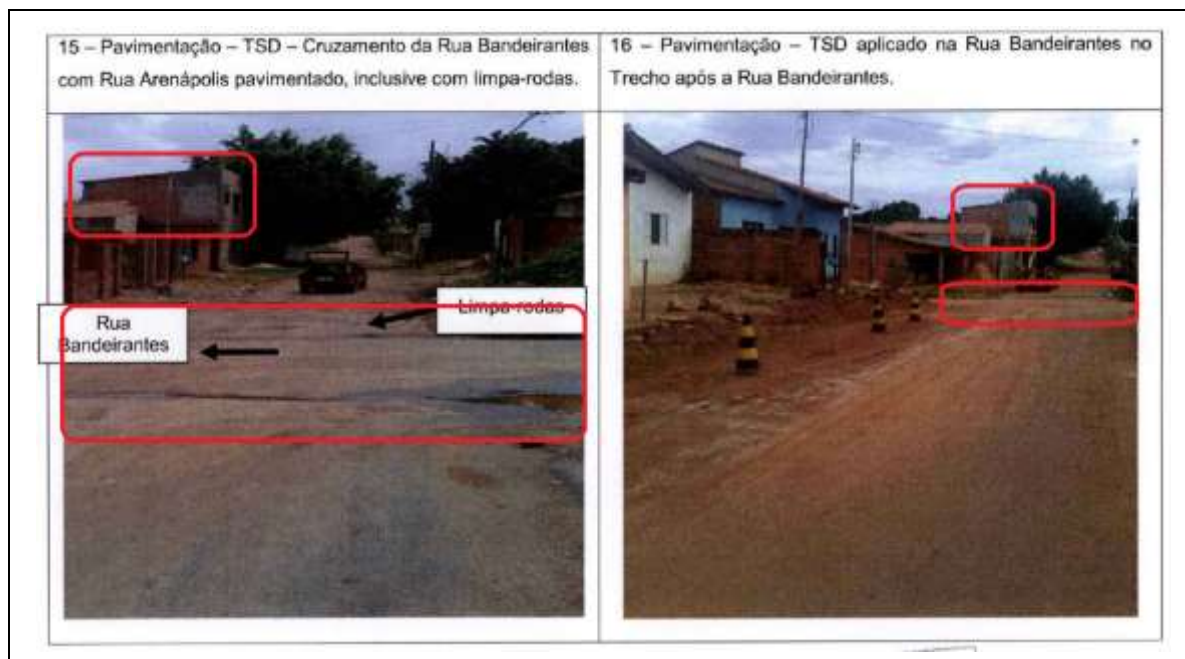 15 – Pavimentação – TSD – Cruzamento da Rua Bandeirantes
com Rua Arenápolis pavimentado, inclusive com limpa-rodas.
16 – Pavimentação – TSD aplicado na Rua Bandeirantes no
Trecho após a Rua Bandeirantes.
Limpa-rodas
Rua
Bandeirantes